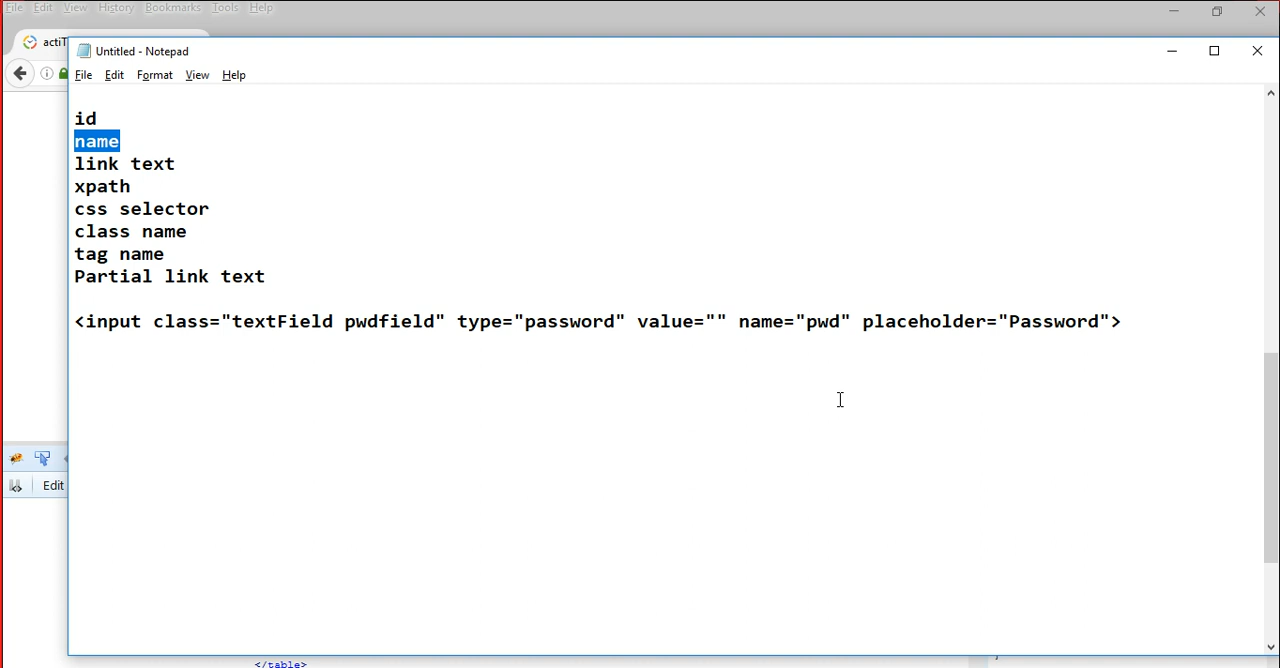 File Edit View History Bookmarks Tools Help
actiT
Untitled - Notepad
File Edit Format View Help
id
name
link text
xpath
css selector
class name
tag name
Partial link text
<input class="textField pwdfield" type="password" value="" name="pwd" placeholder="Password">
Edit
</table>